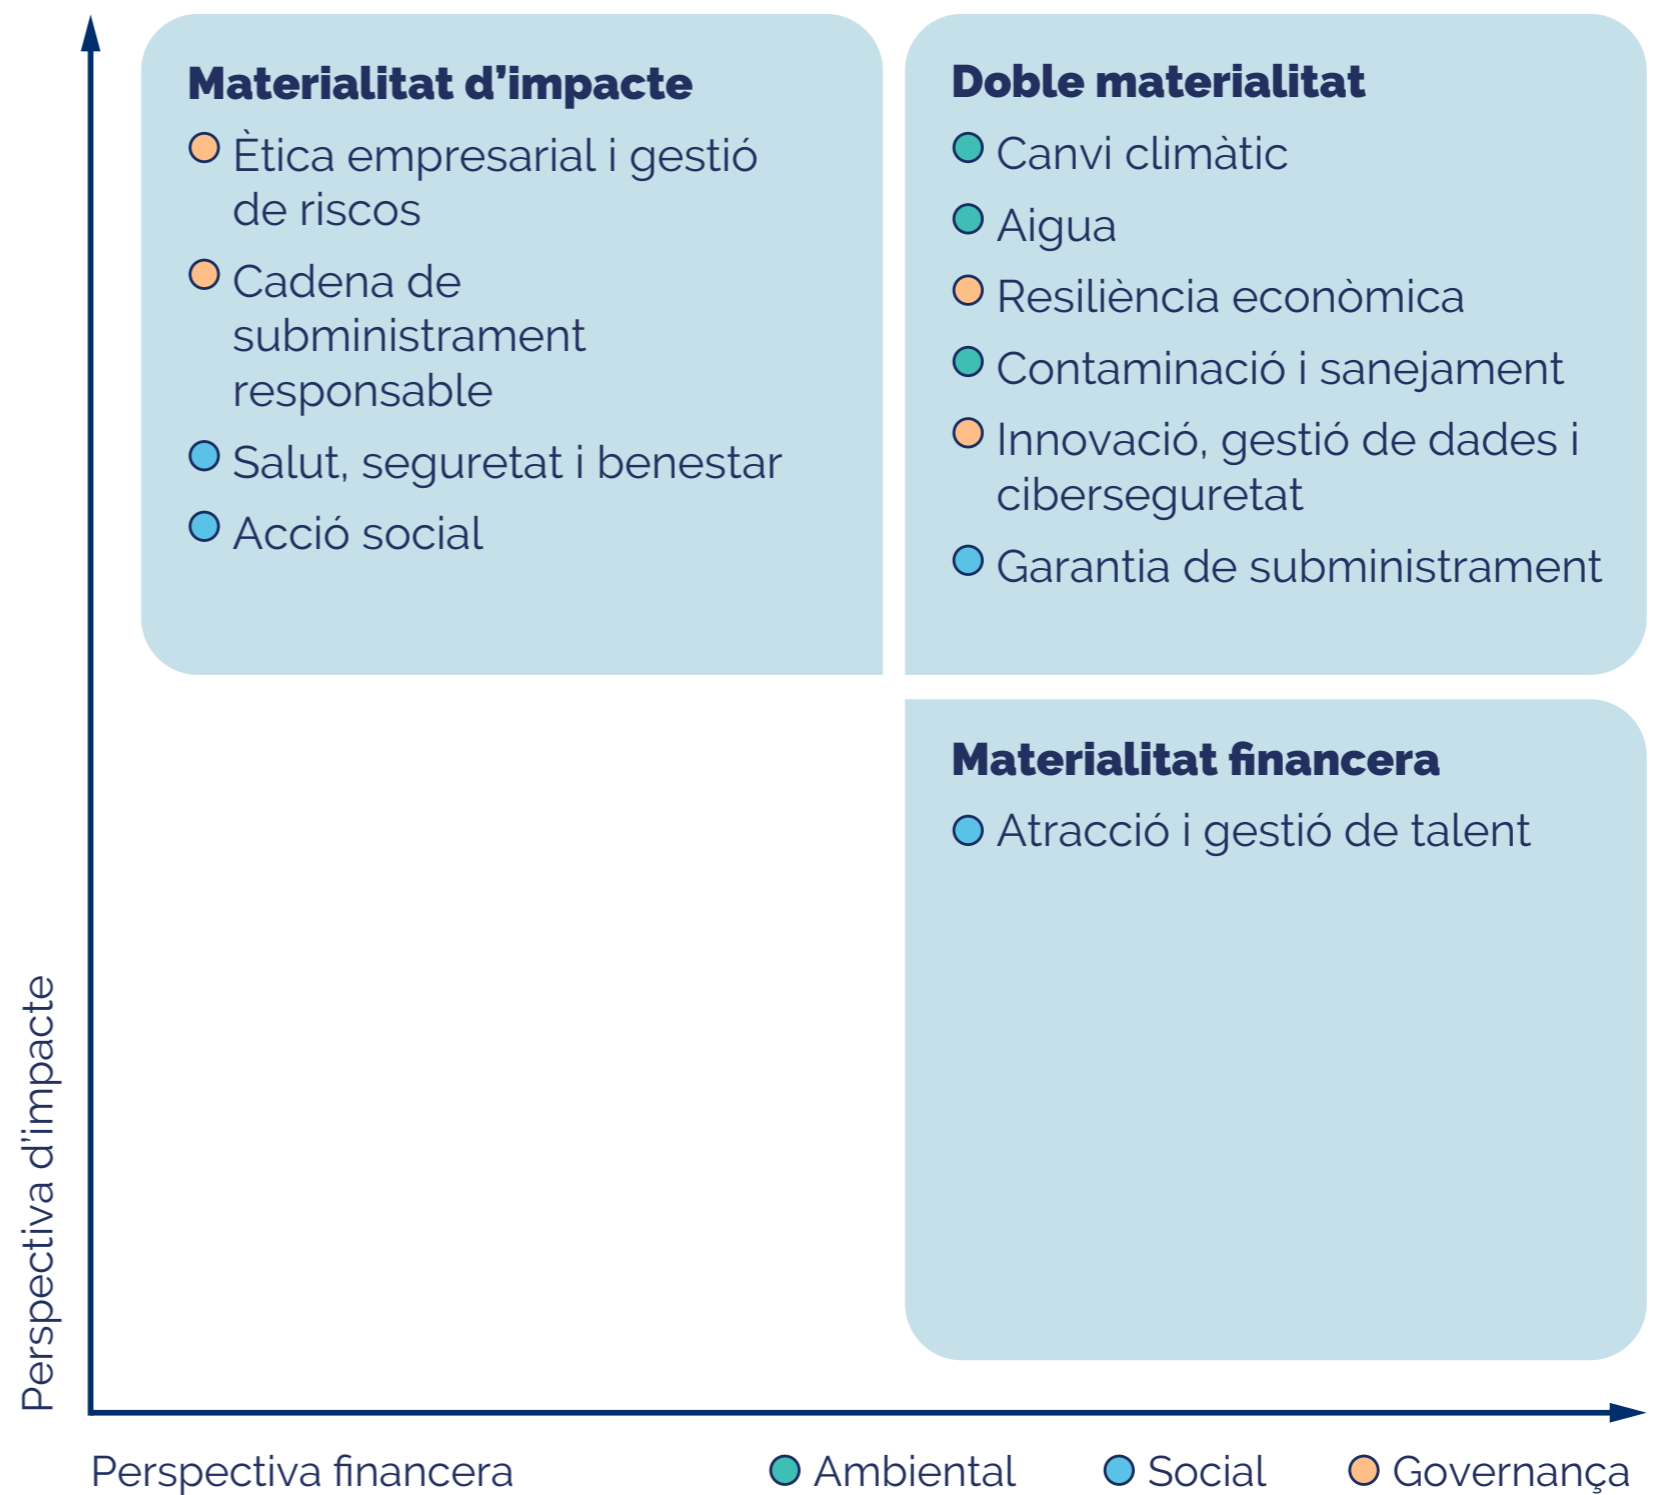 Materialitat d’impacte
Ètica empresarial i gestió
de riscos
Cadena de
subministrament
responsable
Salut, seguretat i benestar
Acció social
Doble materialitat
Canvi climàtic
Aigua
Resiliència econòmica
Contaminació i sanejament
Innovació, gestió de dades i
ciberseguretat
Garantia de subministrament
Materialitat financera
Atracció i gestió de talent
Perspectiva d’impacte
Perspectiva financera
Ambiental
Social
Governança